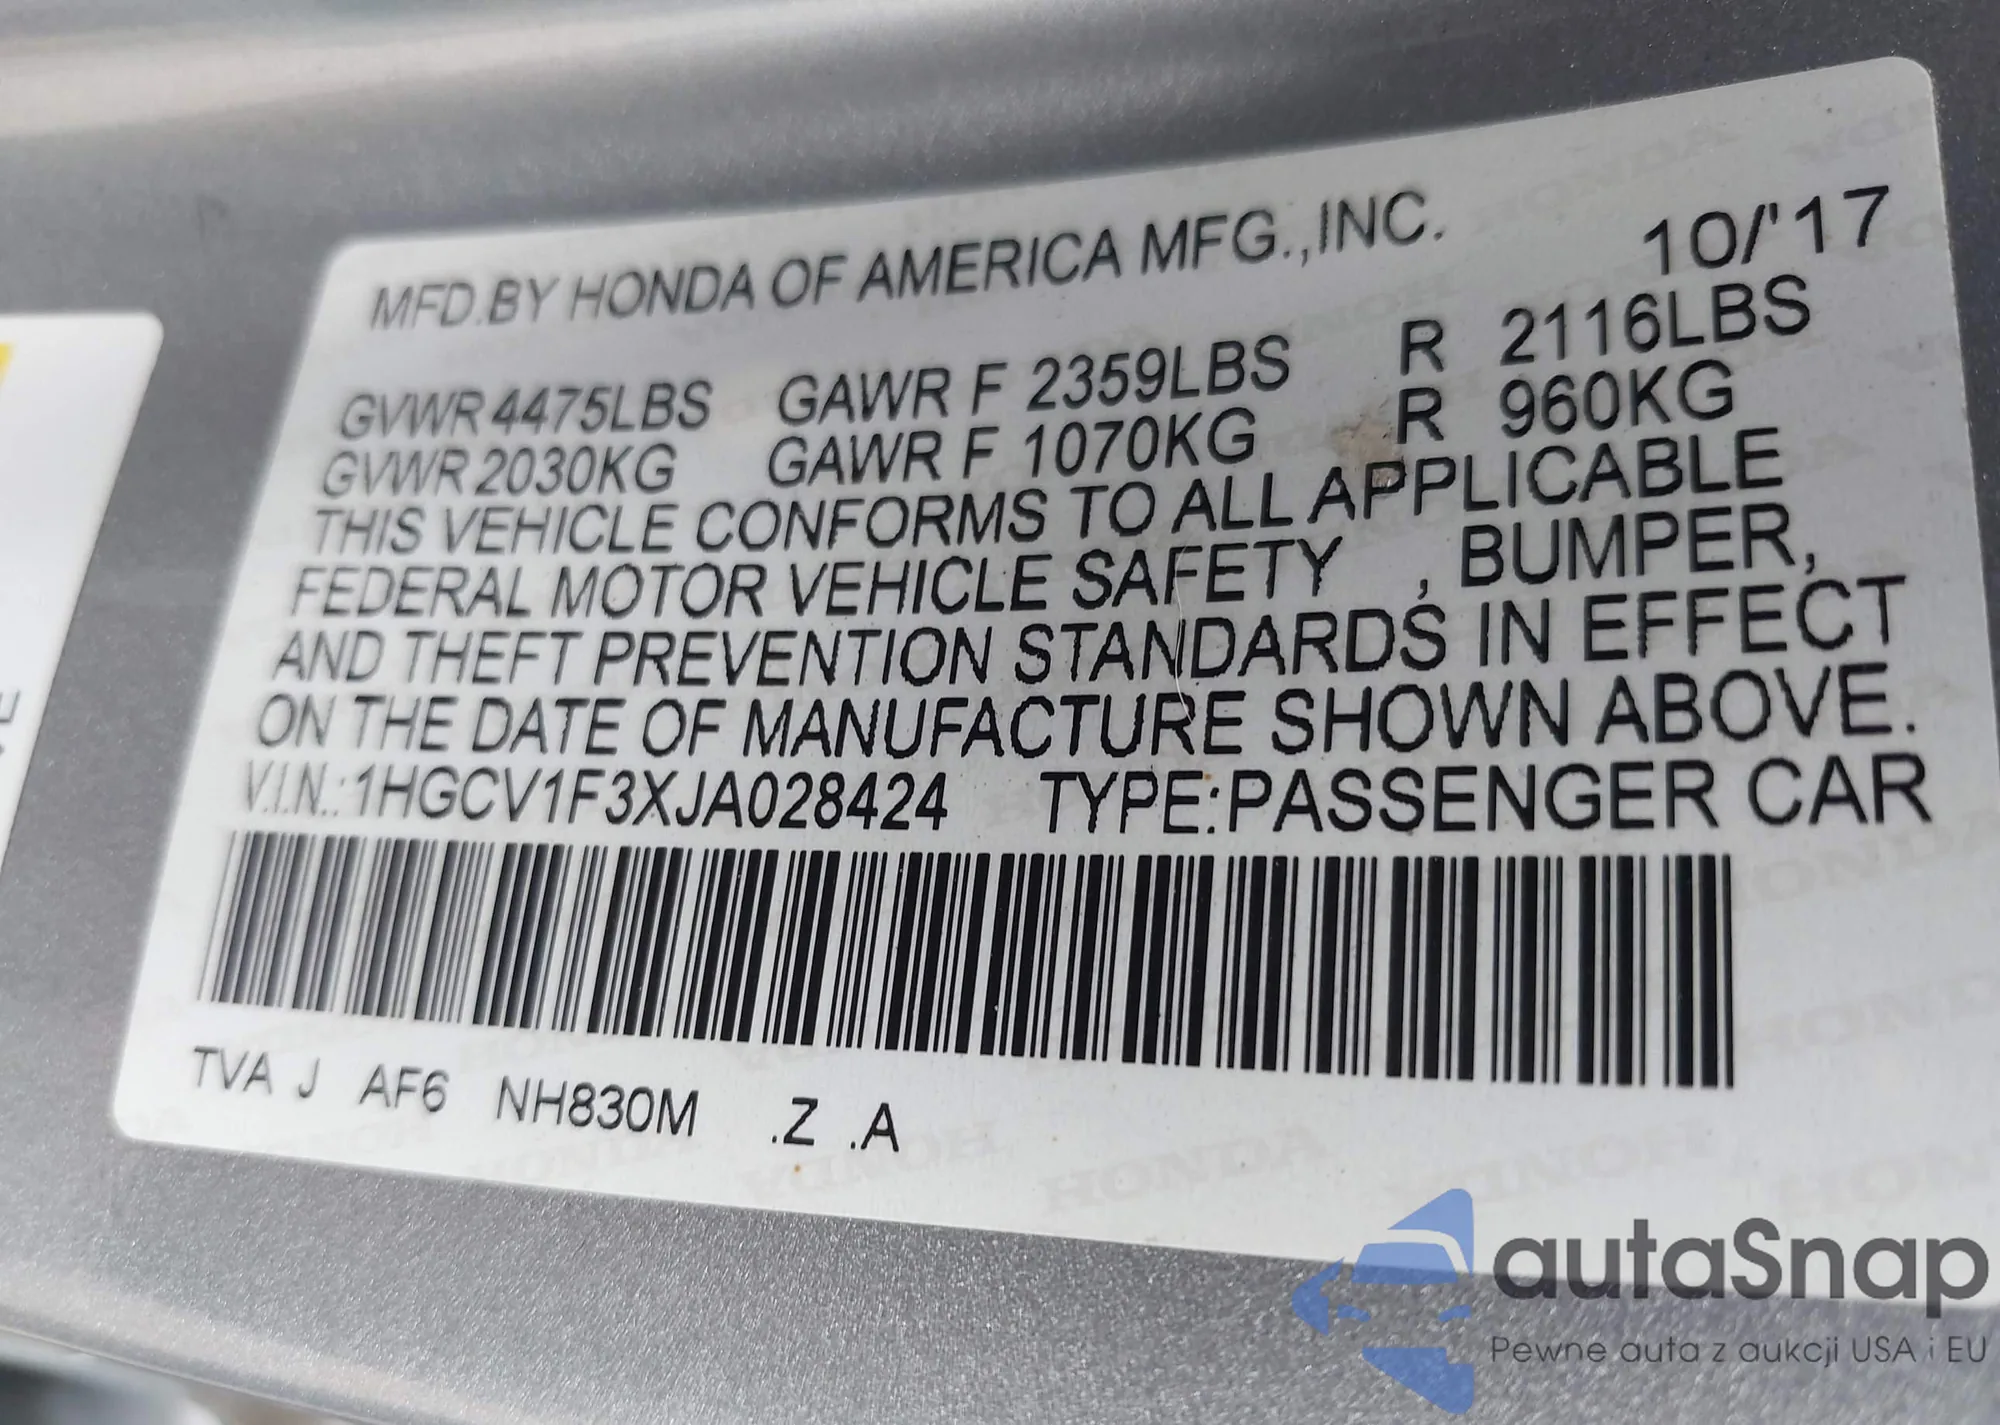 MFD.BY HONDA OF AMERICA MFG.,INC. 10/'17
GVWR 4475LBS GAWR F 2359LBS R 2116LBS
GVWR 2030KG GAWR F 1070KG R 960KG
THIS VEHICLE CONFORMS TO ALL APPLICABLE
FEDERAL MOTOR VEHICLE SAFETY , BUMPER,
AND THEFT PREVENTION STANDARDS IN EFFECT
ON THE DATE OF MANUFACTURE SHOWN ABOVE.
V.I.N.:1HGCV1F3XJA028424 TYPE:PASSENGER CAR
TVA J AF6 NH830M .Z .A
autaSnap
Pewne auta z aukcji USA i EU